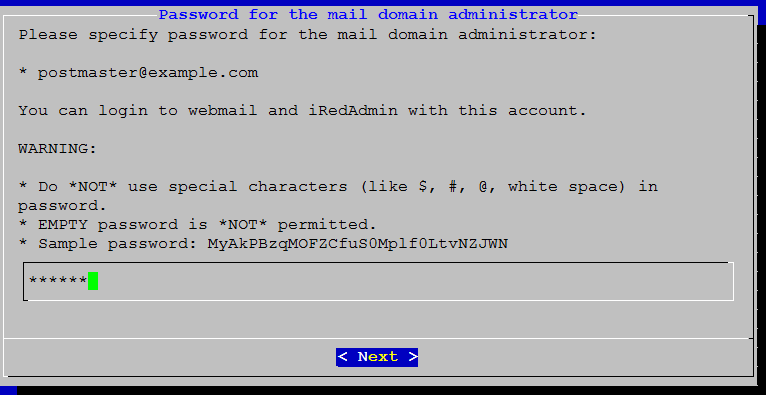 Password for the mail domain administrator
Please specify password for the mail domain administrator:
* postmaster@example.com
You can login to webmail and iRedAdmin with this account.
WARNING:
* Do *NOT* use special characters (like $, #, @, white space) in
password.
* EMPTY password is *NOT* permitted.
* Sample password: MyAkPBzqMOFZCfuS0Mplf0LtvNZJWN
******
< Next >